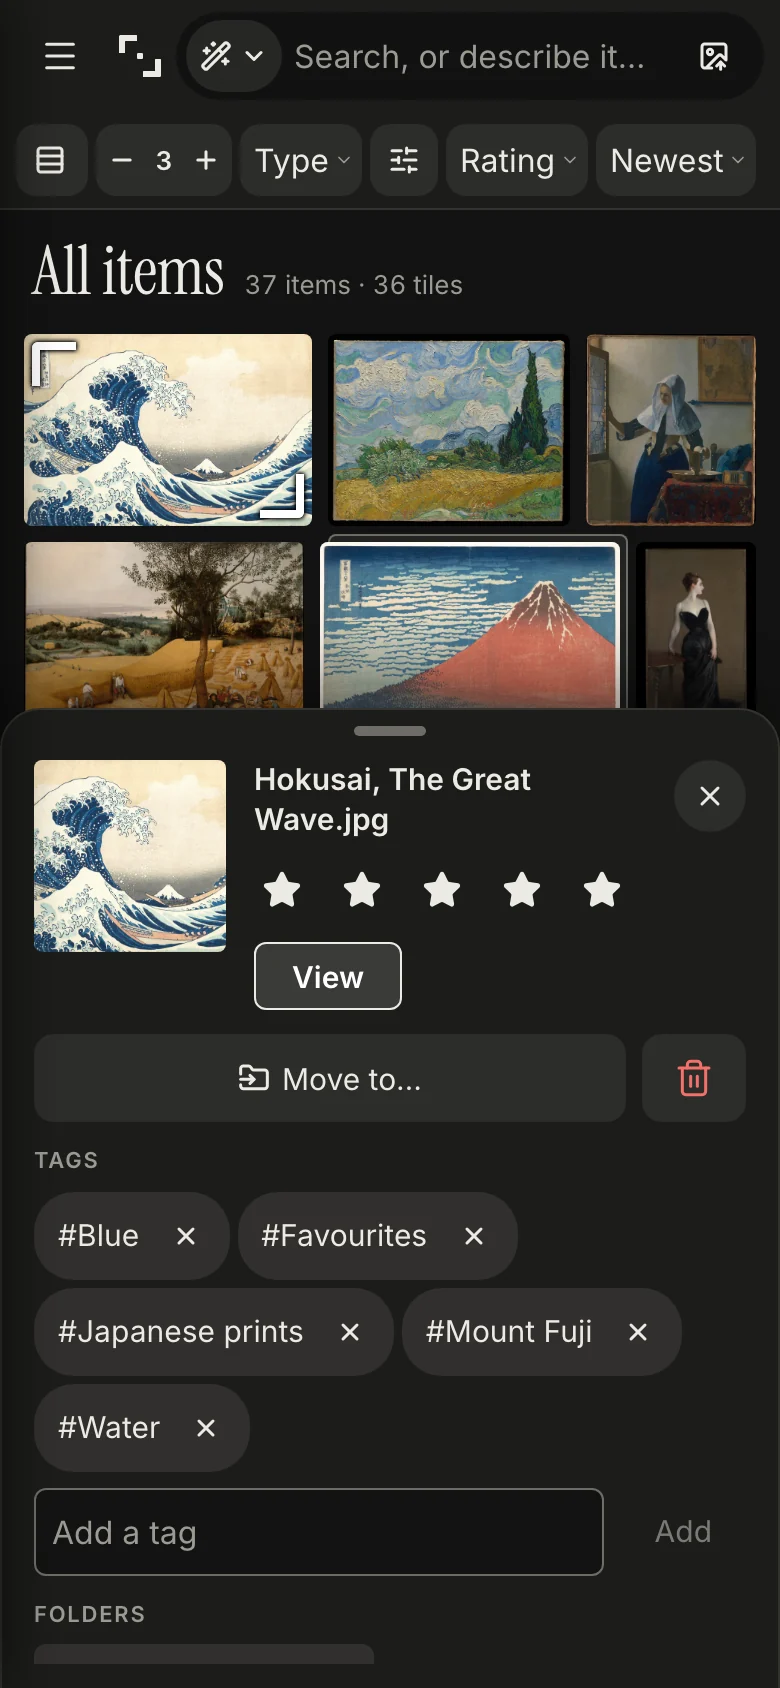 Search, or describe it...
3
Type
Rating
Newest
All items
37 items · 36 tiles
Hokusai, The Great
Wave.jpg
View
Move to...
TAGS
#Blue
#Favourites
#Japanese prints
#Mount Fuji
#Water
Add a tag
Add
FOLDERS